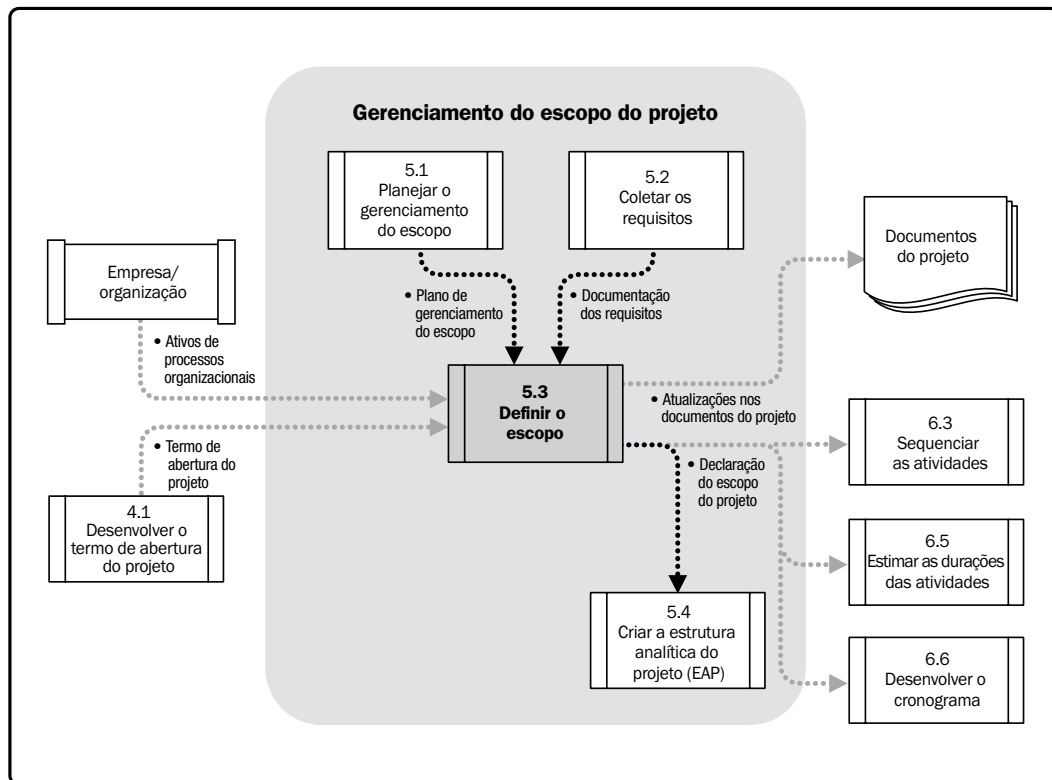 Gerenciamento do escopo do projeto
5.1
Planejar o
gerenciamento
do escopo
5.2
Coletar os
requisitos
Documentos
do projeto
Empresa/
organização
• Plano de
gerenciamento
do escopo
• Documentação
dos requisitos
• Ativos de
processos
organizacionais
5.3
Definir o
escopo
• Atualizações nos
documentos do projeto
• Termo de
abertura do
projeto
• Declaração
do escopo
do projeto
6.3
Sequenciar
as atividades
4.1
Desenvolver o
termo de abertura
do projeto
6.5
Estimar as durações
das atividades
5.4
Criar a estrutura
analítica do
projeto (EAP)
6.6
Desenvolver o
cronograma